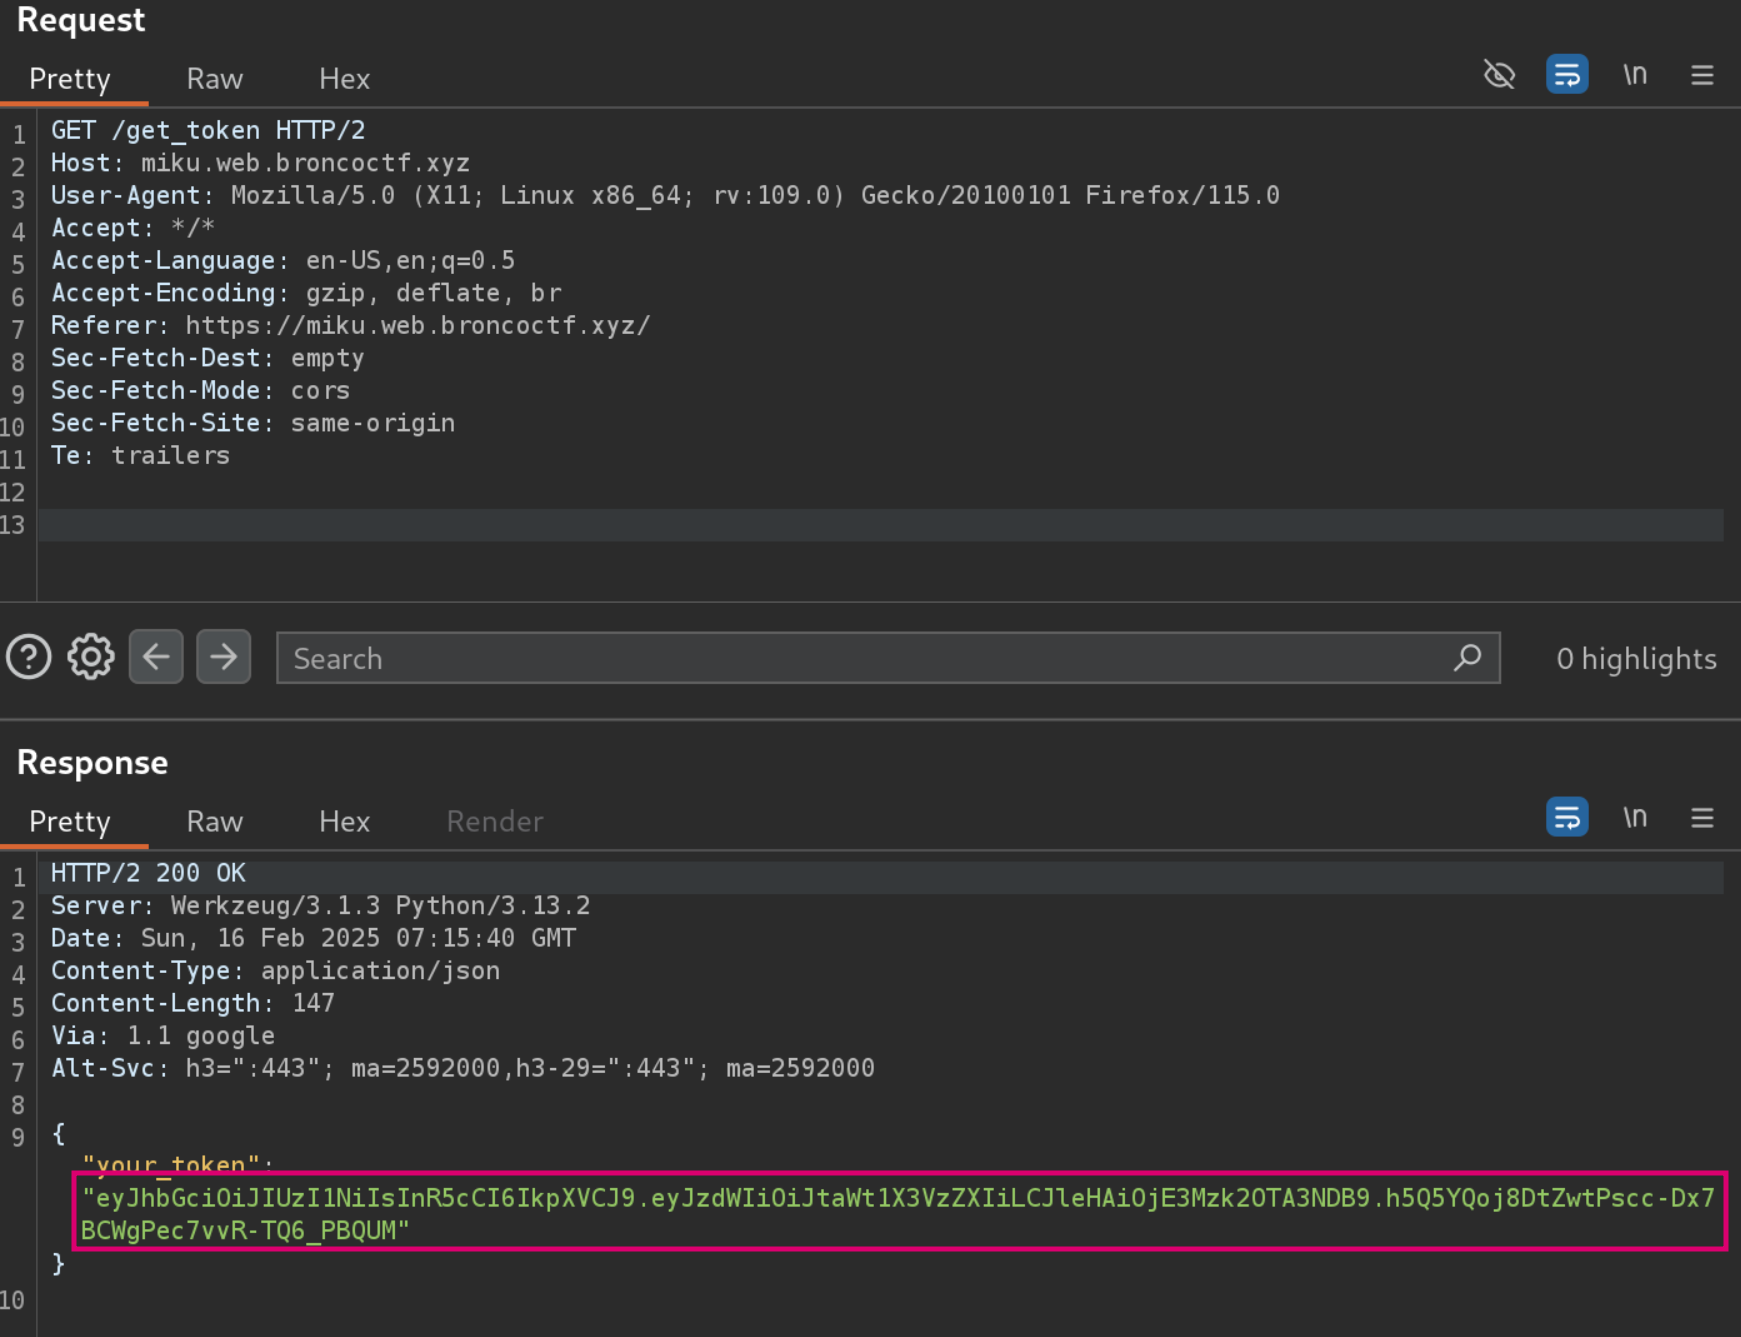 Request
Pretty Raw Hex \n
1 GET /get_token HTTP/2
2 Host: miku.web.broncoctf.xyz
3 User-Agent: Mozilla/5.0 (X11; Linux x86_64; rv:109.0) Gecko/20100101 Firefox/115.0
4 Accept: */*
5 Accept-Language: en-US,en;q=0.5
6 Accept-Encoding: gzip, deflate, br
7 Referer: https://miku.web.broncoctf.xyz/
8 Sec-Fetch-Dest: empty
9 Sec-Fetch-Mode: cors
10 Sec-Fetch-Site: same-origin
11 Te: trailers
12
13
Search 0 highlights
Response
Pretty Raw Hex Render \n
1 HTTP/2 200 OK
2 Server: Werkzeug/3.1.3 Python/3.13.2
3 Date: Sun, 16 Feb 2025 07:15:40 GMT
4 Content-Type: application/json
5 Content-Length: 147
6 Via: 1.1 google
7 Alt-Svc: h3=":443"; ma=2592000,h3-29=":443"; ma=2592000
8
9 {
"your_token":
"eyJhbGciOiJIUzI1NiIsInR5cCI6IkpXVCJ9.eyJzdWIiOiJtaWt1X3VzZXIiLCJleHAiOjE3Mzk2OTA3NDB9.h5Q5YQoj8DtZwtPscc-Dx7
BCWgPec7vvR-TQ6_PBQUM"
}
10